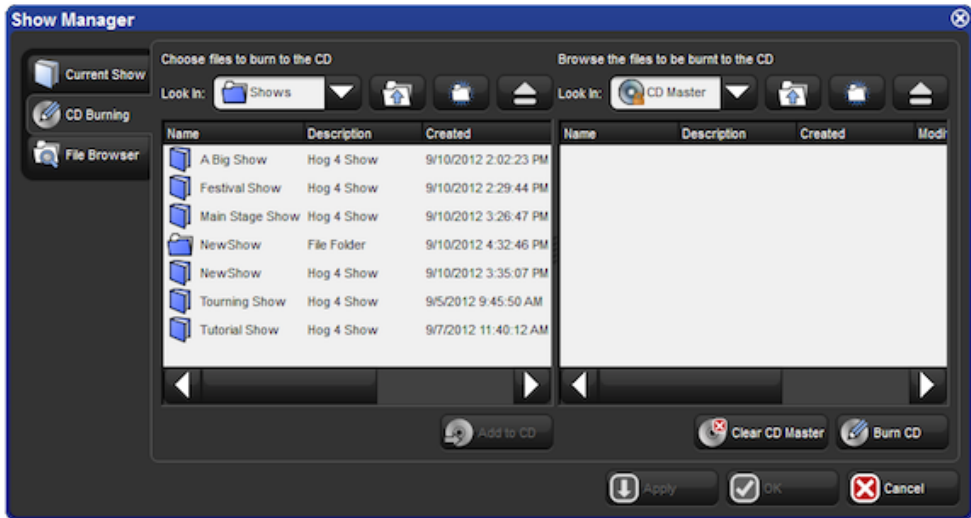 Show Manager
Current Show
CD Burning
File Browser
Choose files to burn to the CD
Look In: Shows
Name Description Created
A Big Show Hog 4 Show 9/10/2012 2:02:23 PM
Festival Show Hog 4 Show 9/10/2012 2:29:44 PM
Main Stage Show Hog 4 Show 9/10/2012 3:26:47 PM
NewShow File Folder 9/10/2012 4:32:46 PM
NewShow Hog 4 Show 9/10/2012 3:35:07 PM
Tourning Show Hog 4 Show 9/5/2012 9:45:50 AM
Tutorial Show Hog 4 Show 9/7/2012 11:40:12 AM
Add to CD
Browse the files to be burnt to the CD
Look In: CD Master
Name Description Created Modif
Clear CD Master Burn CD
Apply OK Cancel